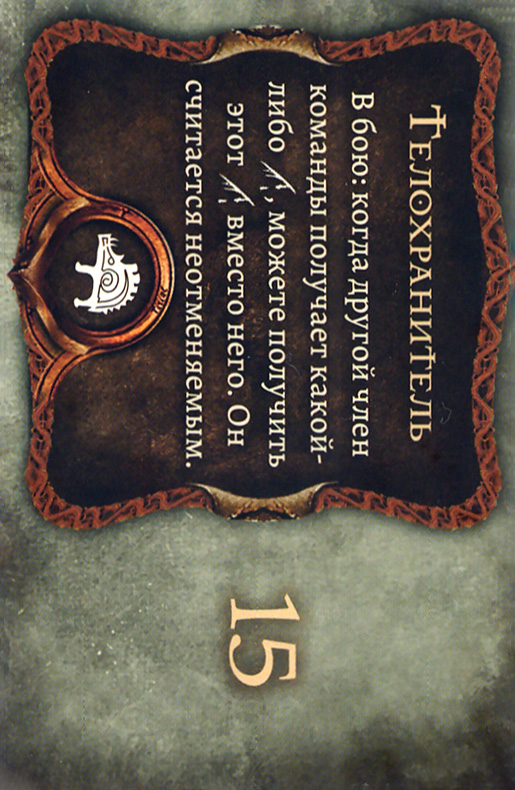 Телохранитель
В бою: когда другой член
команды получает какой-
либо , можете получить
этот вместо него. Он
считается неотменяемым.
15